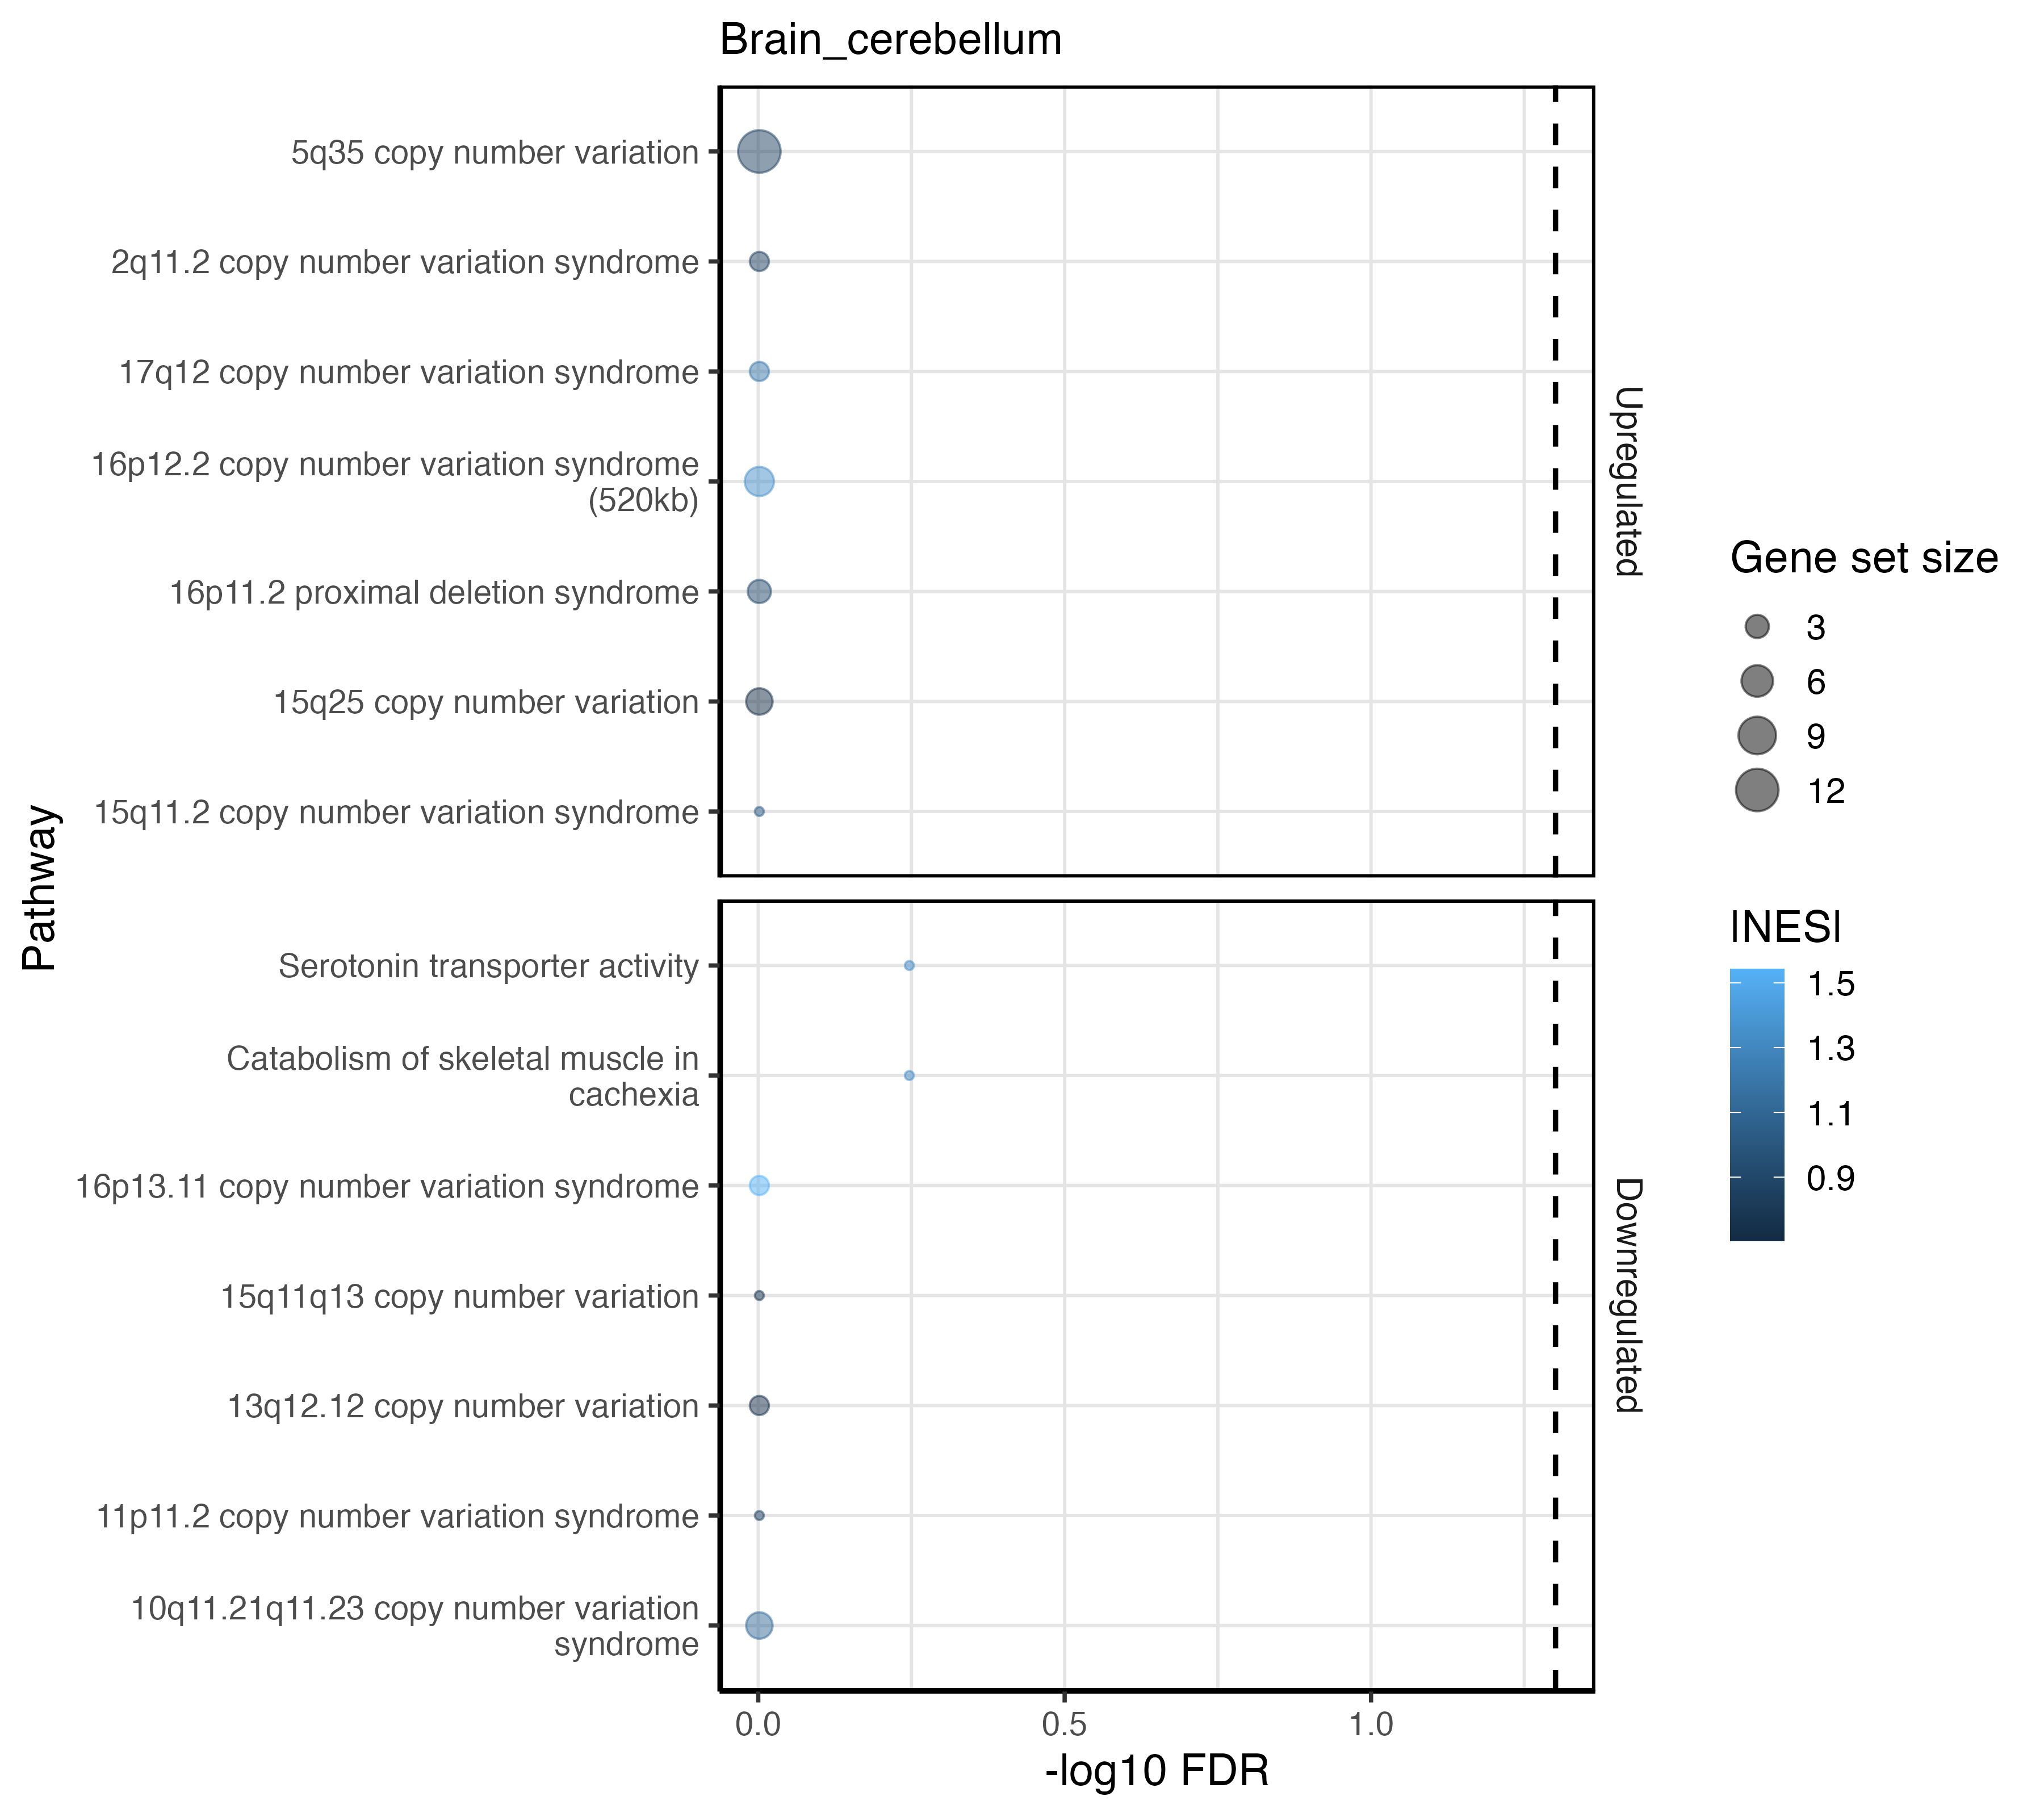 Brain_cerebellum
5q35 copy number variation
2q11.2 copy number variation syndrome
17q12 copy number variation syndrome
16p12.2 copy number variation syndrome
(520kb)
16p11.2 proximal deletion syndrome
15q25 copy number variation
15q11.2 copy number variation syndrome
Upregulated
Serotonin transporter activity
Catabolism of skeletal muscle in
cachexia
16p13.11 copy number variation syndrome
15q11q13 copy number variation
13q12.12 copy number variation
11p11.2 copy number variation syndrome
10q11.21q11.23 copy number variation
syndrome
Downregulated
Pathway
0.0
0.5
1.0
-log10 FDR
Gene set size
3
6
9
12
|NES|
1.5
1.3
1.1
0.9